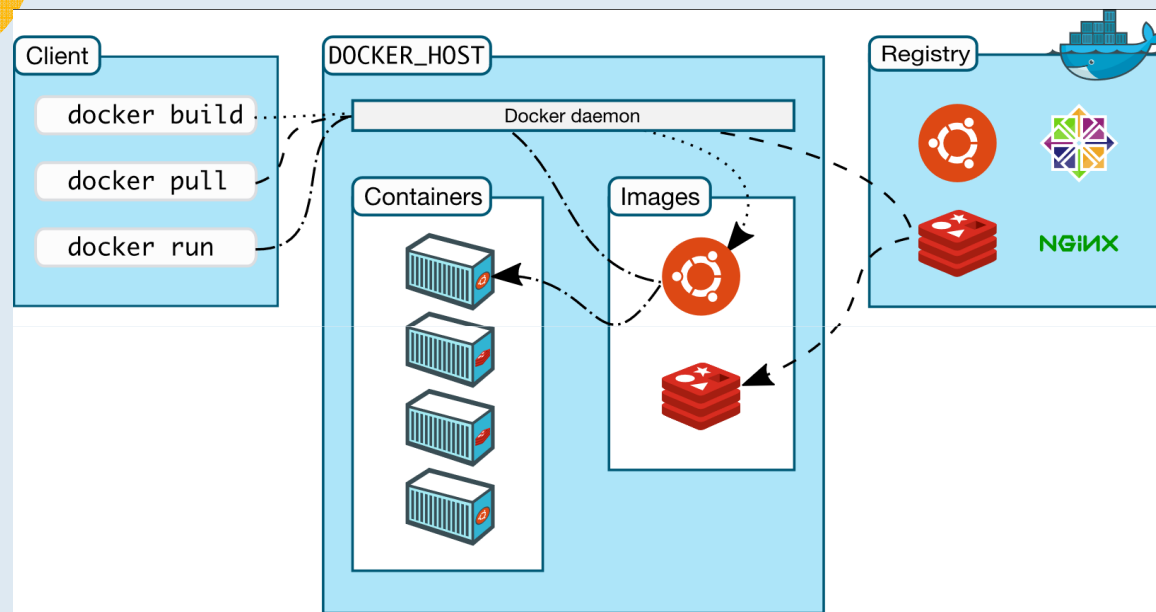 Client
docker build
docker pull
docker run
DOCKER_HOST
Docker daemon
Containers
Images
Registry
NGINX